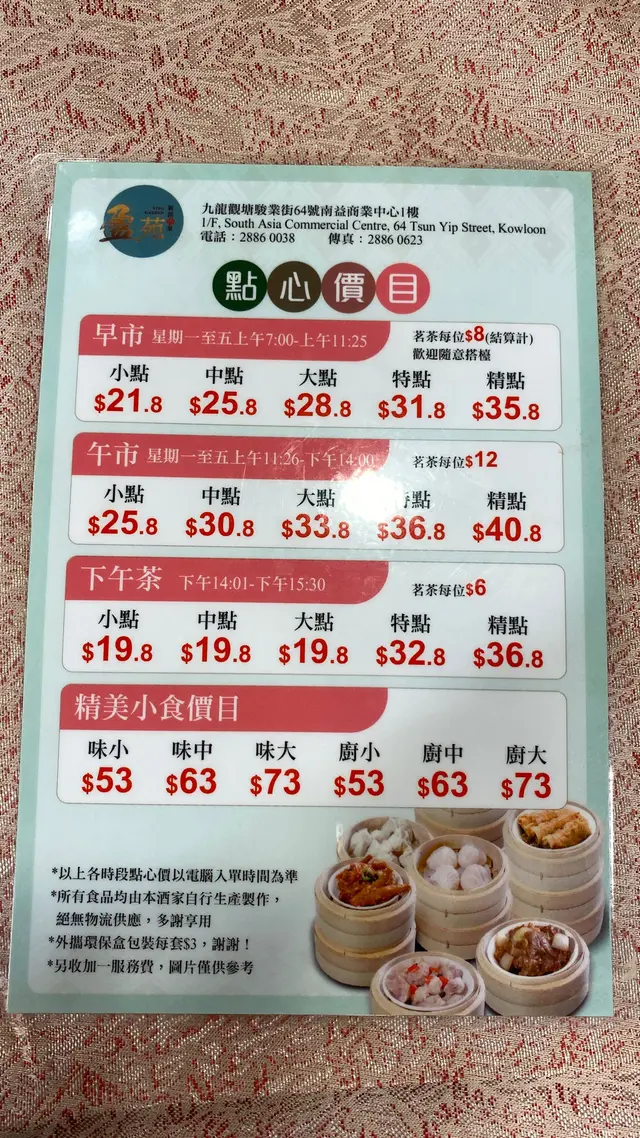 盈
九龍觀塘駿業街64號南益商業中心1樓
1/F, South Asia Commercial Centre, 64 Tsun Yip Street, Kowloon
電話：2886 0038 傳真：2886 0623
點心價目
早市 星期一至五上午7:00-上午11:25 茗茶每位$8(結算計)
歡迎隨意搭檯
小點 中點 大點 特點 精點
$21.8 $25.8 $28.8 $31.8 $35.8
午市 星期一至五上午11:26-下午14:00 茗茶每位$12
小點 中點 大點 特點 精點
$25.8 $30.8 $33.8 $36.8 $40.8
下午茶 下午14:01-下午15:30 茗茶每位$6
小點 中點 大點 特點 精點
$19.8 $19.8 $19.8 $32.8 $36.8
精美小食價目
味小 味中 味大 廚小 廚中 廚大
$53 $63 $73 $53 $63 $73
*以上各時段點心價以電腦入單時間為準
*所有食品均由本酒家自行生產製作，
絕無物流供應，多謝享用
*外攜環保盒包裝每套$3，謝謝！
*另收加一服務費，圖片僅供參考